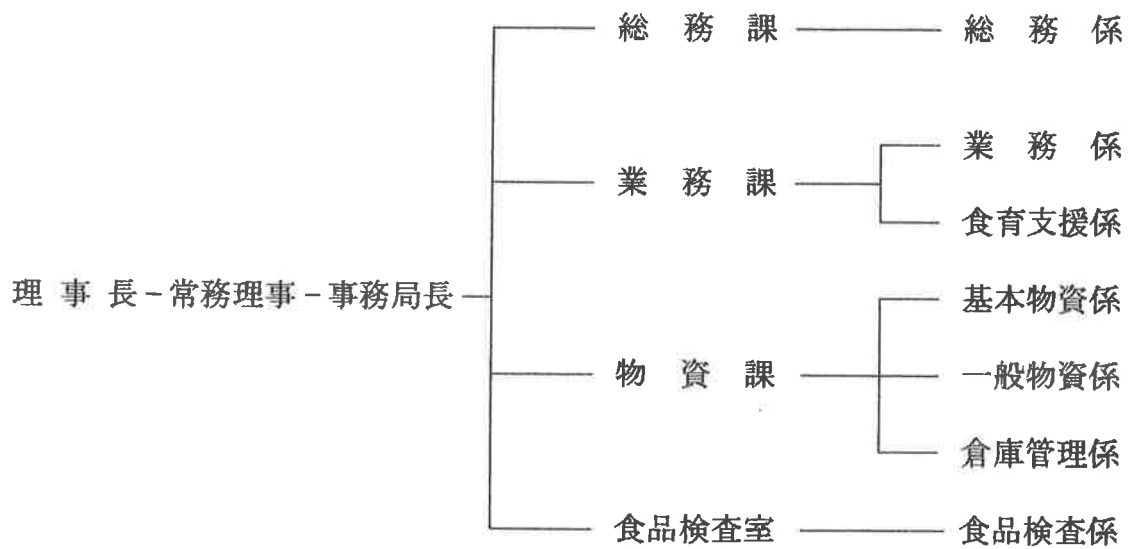 総務課 総務係
業務係
業務課
食育支援係
理事長－常務理事－事務局長
基本物資係
物資課 一般物資係
倉庫管理係
食品検査室 食品検査係